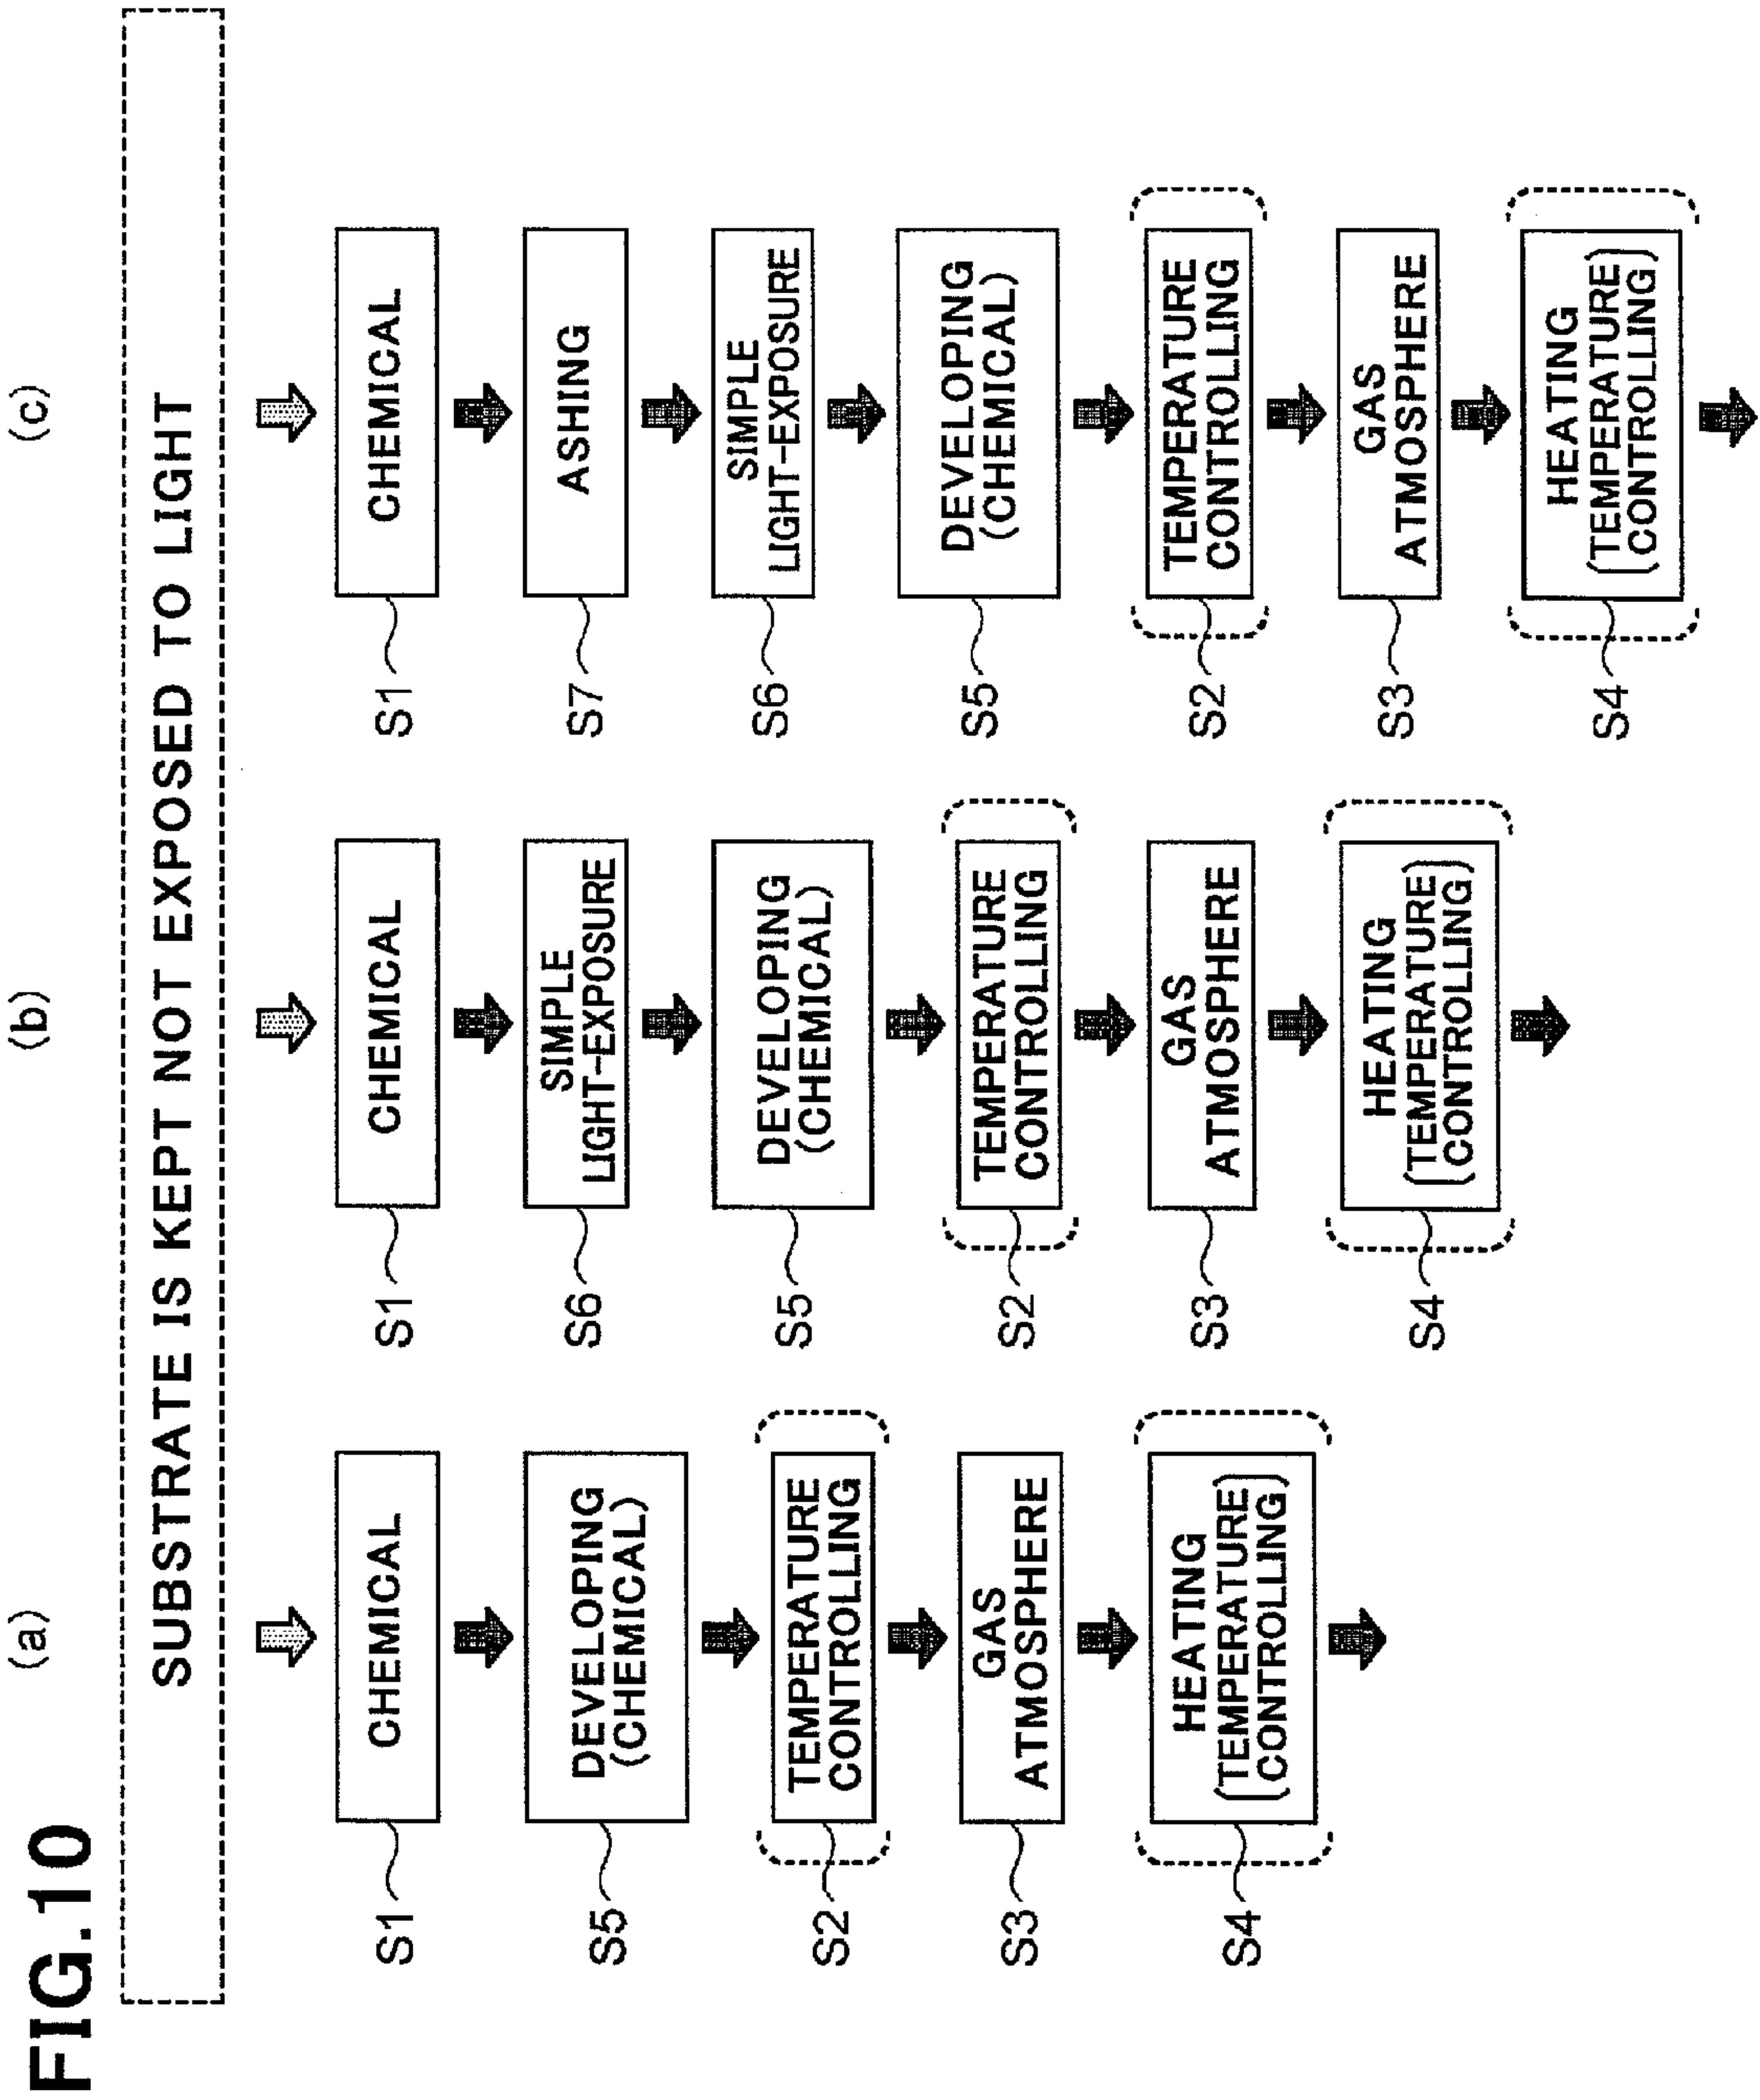 FIG.10
(a)
(b)
(c)
SUBSTRATE IS KEPT NOT EXPOSED TO LIGHT
S1
CHEMICAL
S5
DEVELOPING
(CHEMICAL)
S2
TEMPERATURE
CONTROLLING
S3
GAS
ATMOSPHERE
S4
HEATING
(TEMPERATURE)
(CONTROLLING)
S1
CHEMICAL
S6
SIMPLE
LIGHT-EXPOSURE
S5
DEVELOPING
(CHEMICAL)
S2
TEMPERATURE
CONTROLLING
S3
GAS
ATMOSPHERE
S4
HEATING
(TEMPERATURE)
(CONTROLLING)
S1
CHEMICAL
S7
ASHING
S6
SIMPLE
LIGHT-EXPOSURE
S5
DEVELOPING
(CHEMICAL)
S2
TEMPERATURE
CONTROLLING
S3
GAS
ATMOSPHERE
S4
HEATING
(TEMPERATURE)
(CONTROLLING)